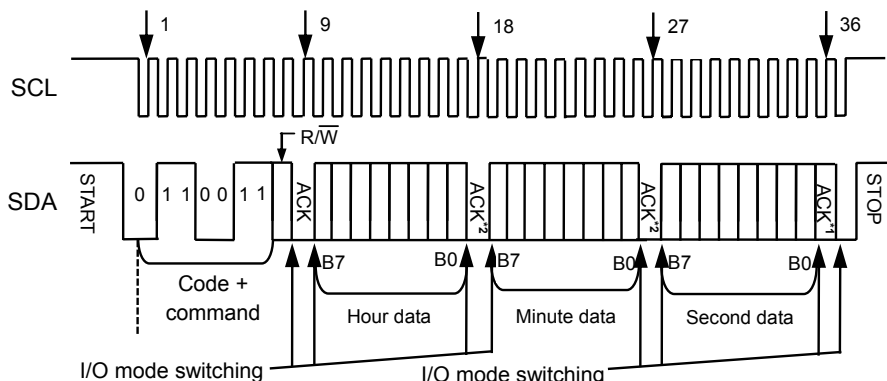 1 9 18 27 36
SCL
R/W
SDA
START 0 1 1 0 0 1 1 ACK ACK*2 ACK*2 ACK*1 STOP
B7 B0 B7 B0 B7 B0
Code +
command
Hour data Minute data Second data
I/O mode switching I/O mode switching